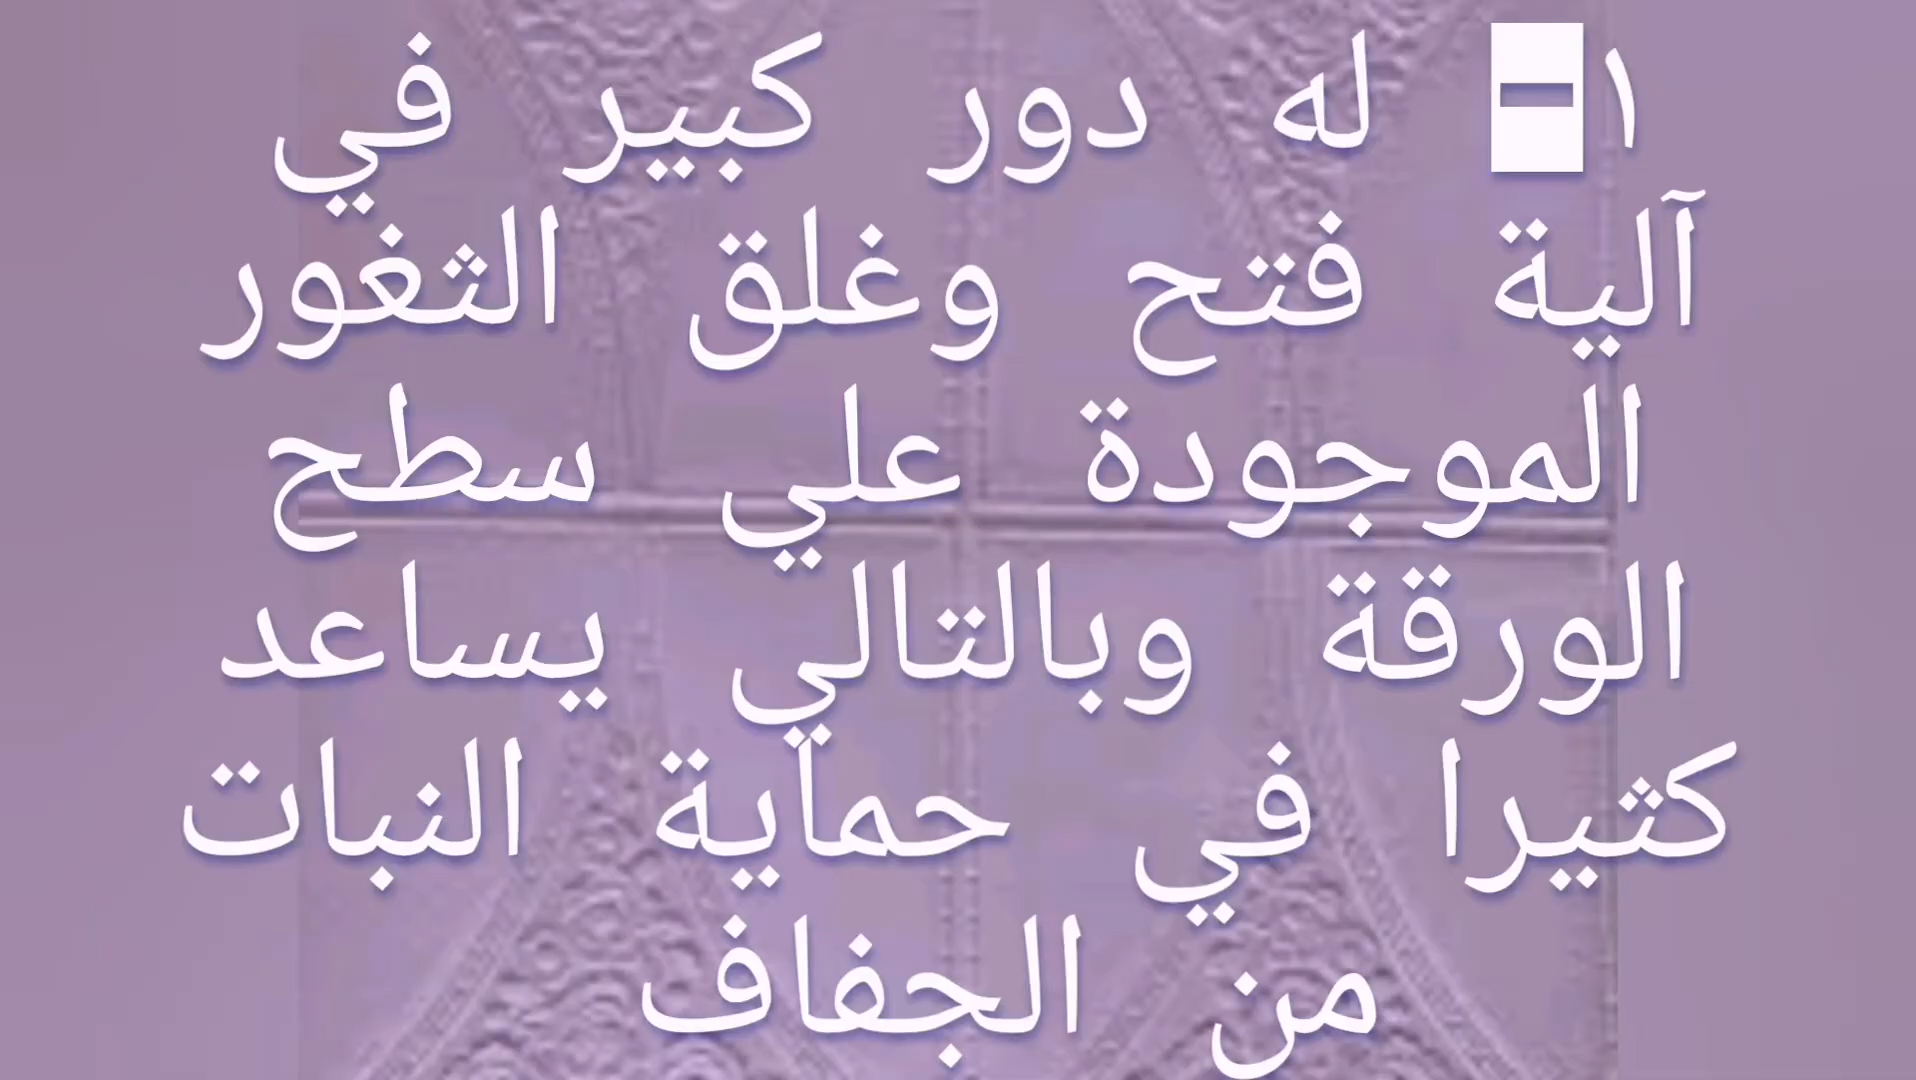 ١➖ له دور كبير في
آلية فتح وغلق الثغور
الموجودة علي سطح
الورقة وبالتالي يساعد
كثيرا في حماية النبات
من الجفاف